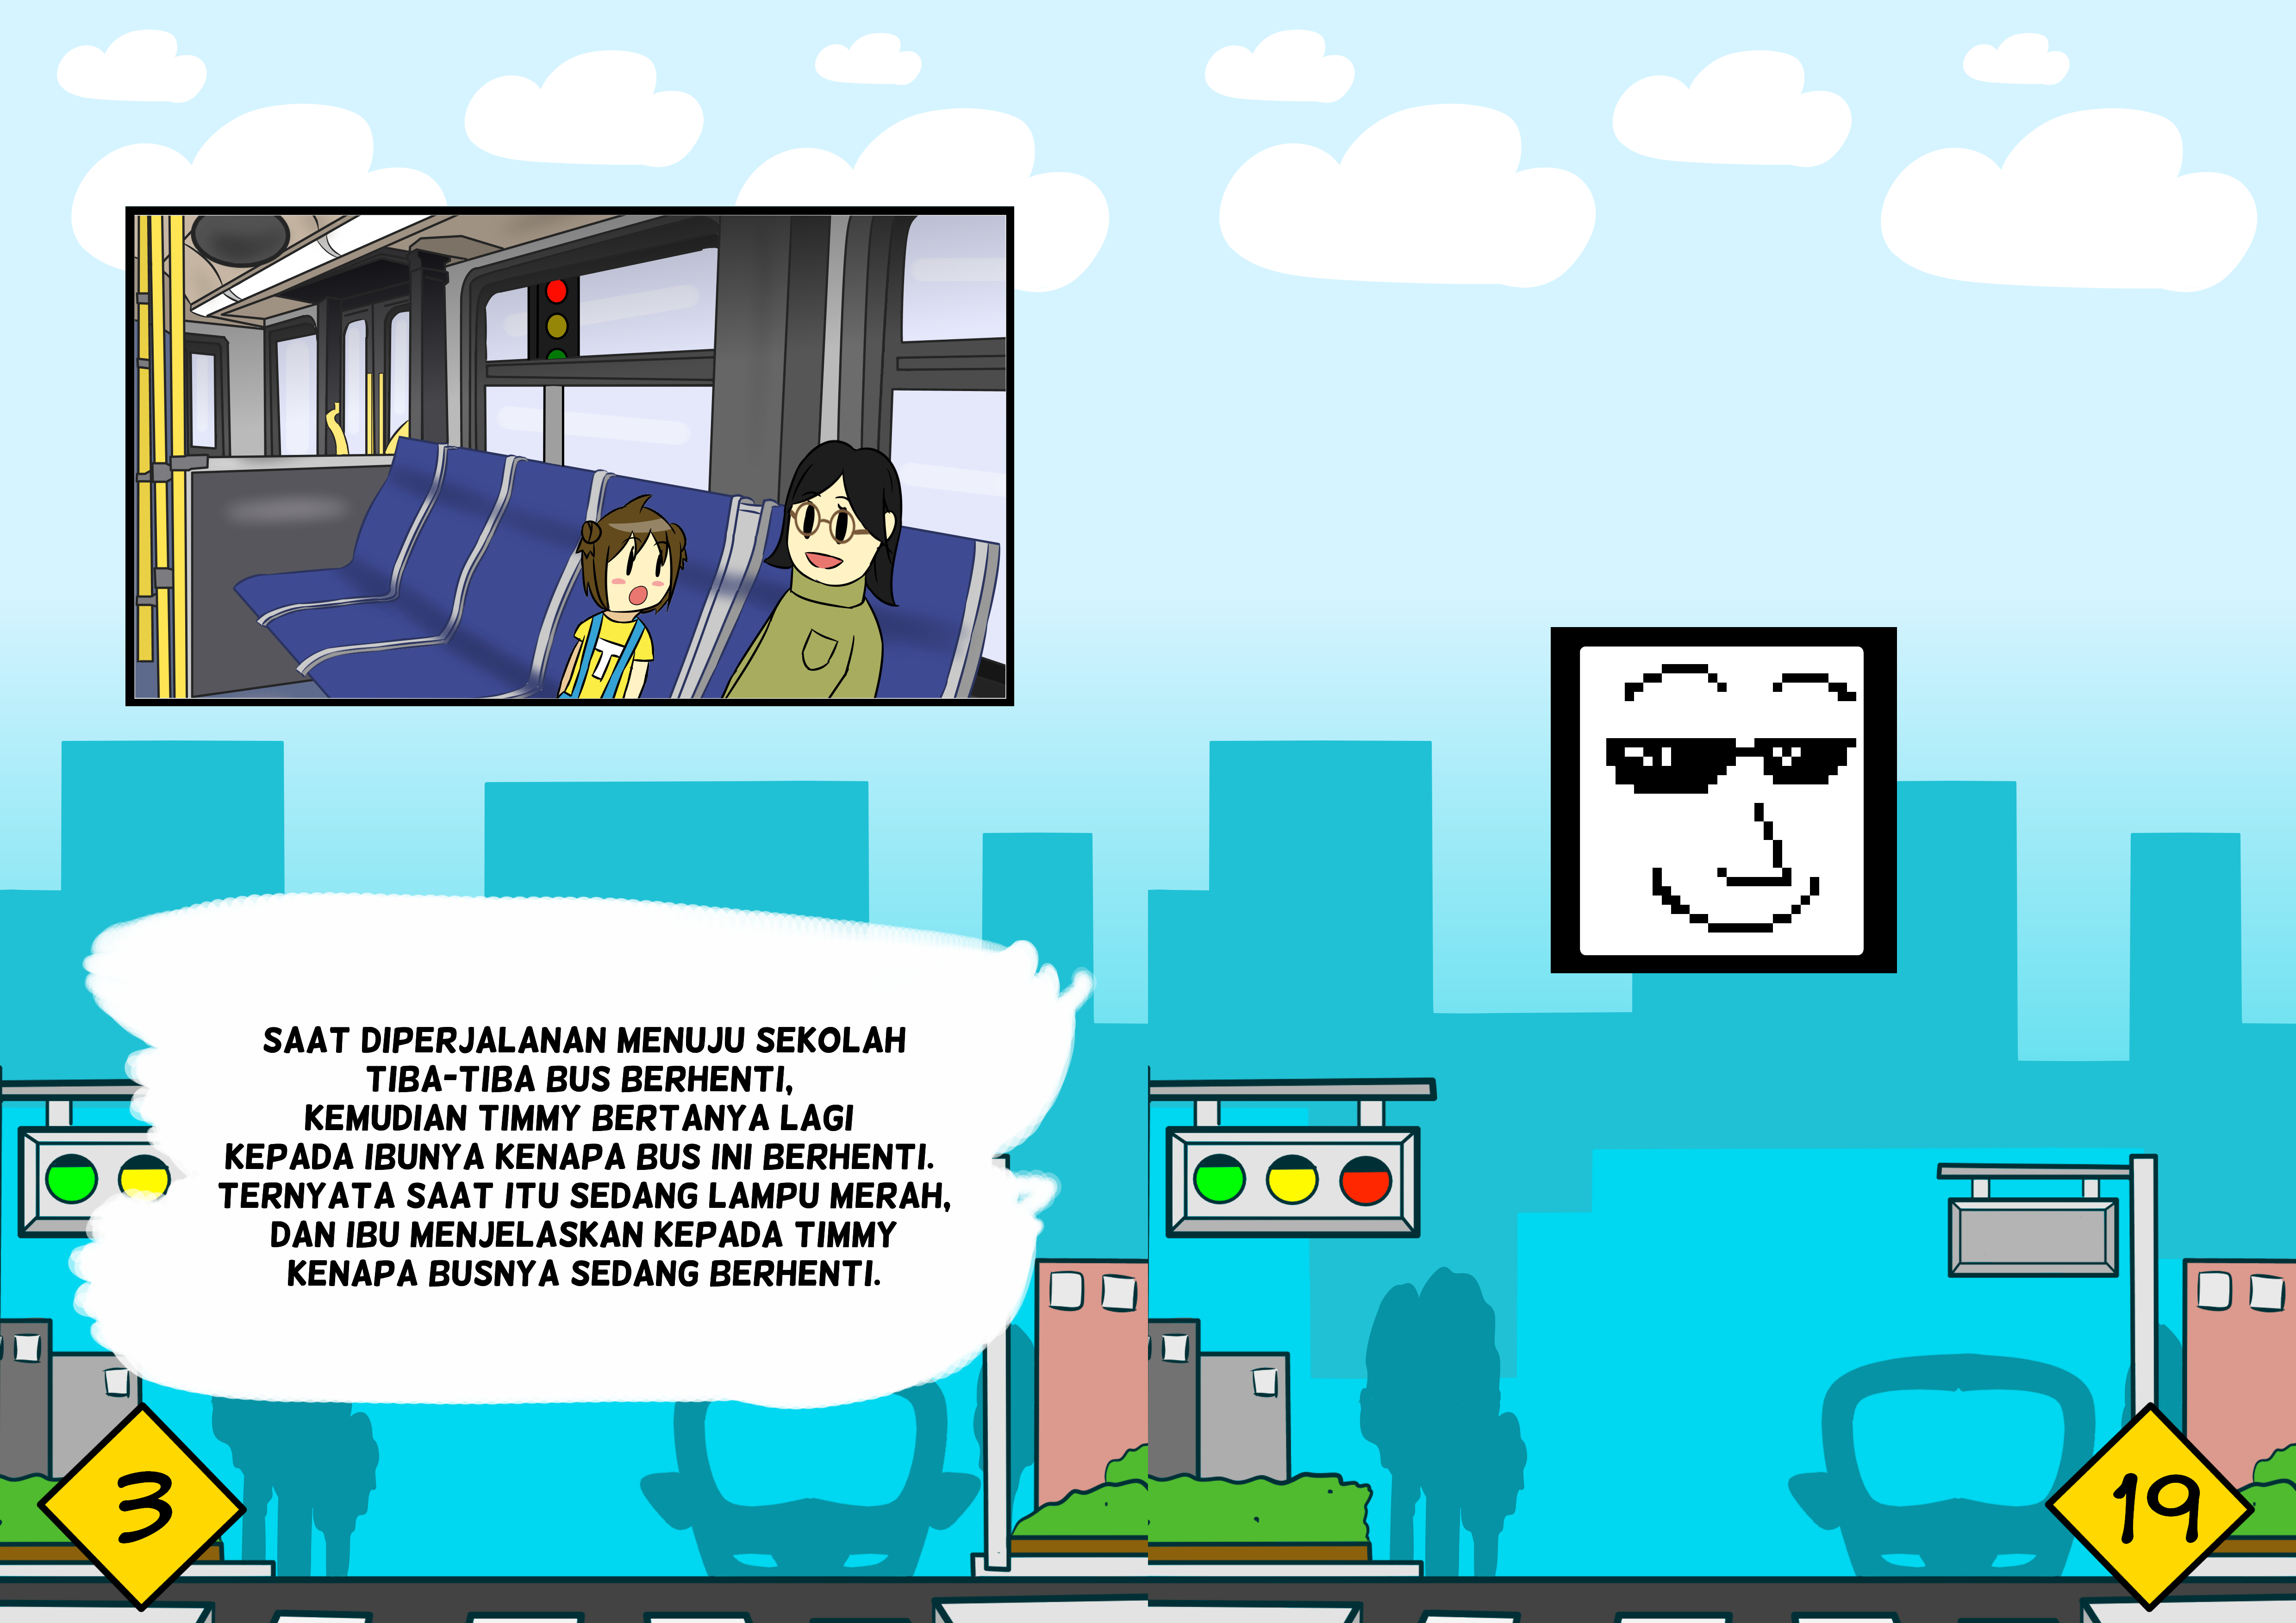 T
SAAT DIPERJALANAN MENUJU SEKOLAH
TIBA-TIBA BUS BERHENTI,
KEMUDIAN TIMMY BERTANYA LAGI
KEPADA IBUNYA KENAPA BUS INI BERHENTI.
TERNYATA SAAT ITU SEDANG LAMPU MERAH,
DAN IBU MENJELASKAN KEPADA TIMMY
KENAPA BUSNYA SEDANG BERHENTI.
3
19